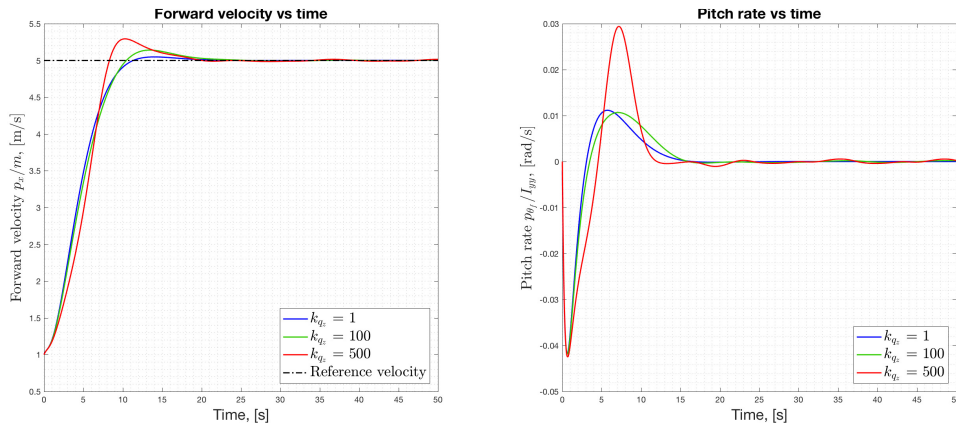 Forward velocity vs time
Forward velocity p_x/m, [m/s]
5.5
5
4.5
4
3.5
3
2.5
2
1.5
1
0.5
0 5 10 15 20 25 30 35 40 45 50
Time, [s]
k_{q_z} = 1
k_{q_z} = 100
k_{q_z} = 500
Reference velocity
Pitch rate vs time
Pitch rate p_{θ_f}/I_{yy}, [rad/s]
0.03
0.02
0.01
0
-0.01
-0.02
-0.03
-0.04
-0.05
0 5 10 15 20 25 30 35 40 45 50
Time, [s]
k_{q_z} = 1
k_{q_z} = 100
k_{q_z} = 500